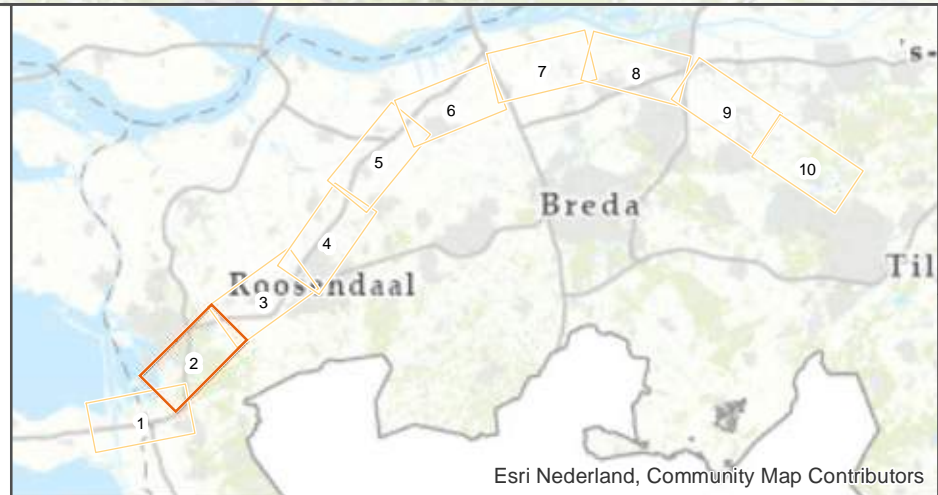 's-
7
8
6
9
5
10
Breda
4
Roosendaal
Til
3
2
1
Esri Nederland, Community Map Contributors